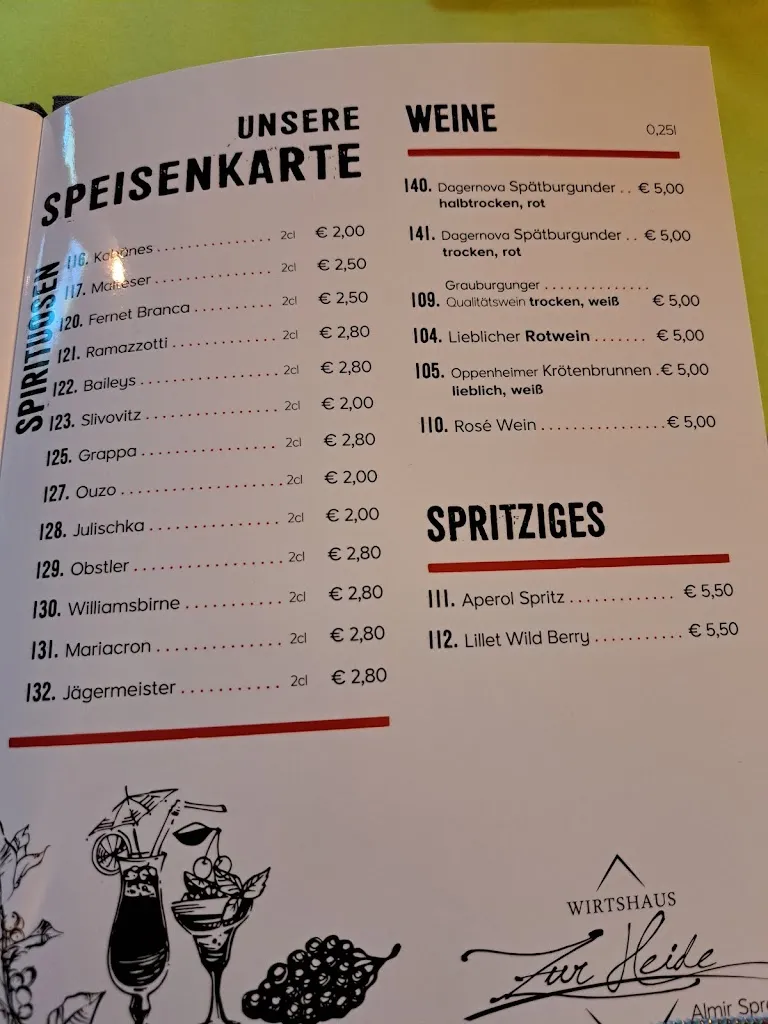 UNSERE
SPEISENKARTE
SPIRITUOSEN
116. Kabänes 2cl € 2,00
117. Malteser 2cl € 2,50
120. Fernet Branca 2cl € 2,50
121. Ramazzotti 2cl € 2,80
122. Baileys 2cl € 2,80
123. Slivovitz 2cl € 2,00
125. Grappa 2cl € 2,80
127. Ouzo 2cl € 2,00
128. Julischka 2cl € 2,00
129. Obstler 2cl € 2,80
130. Williamsbirne 2cl € 2,80
131. Mariacron 2cl € 2,80
132. Jägermeister 2cl € 2,80
WEINE 0,25l
140. Dagernova Spätburgunder .. € 5,00
halbtrocken, rot
141. Dagernova Spätburgunder .. € 5,00
trocken, rot
Grauburgunger
109. Qualitätswein trocken, weiß € 5,00
104. Lieblicher Rotwein € 5,00
105. Oppenheimer Krötenbrunnen .€ 5,00
lieblich, weiß
110. Rosé Wein € 5,00
SPRITZIGES
111. Aperol Spritz € 5,50
112. Lillet Wild Berry € 5,50
WIRTSHAUS
Zur Heide
Almir